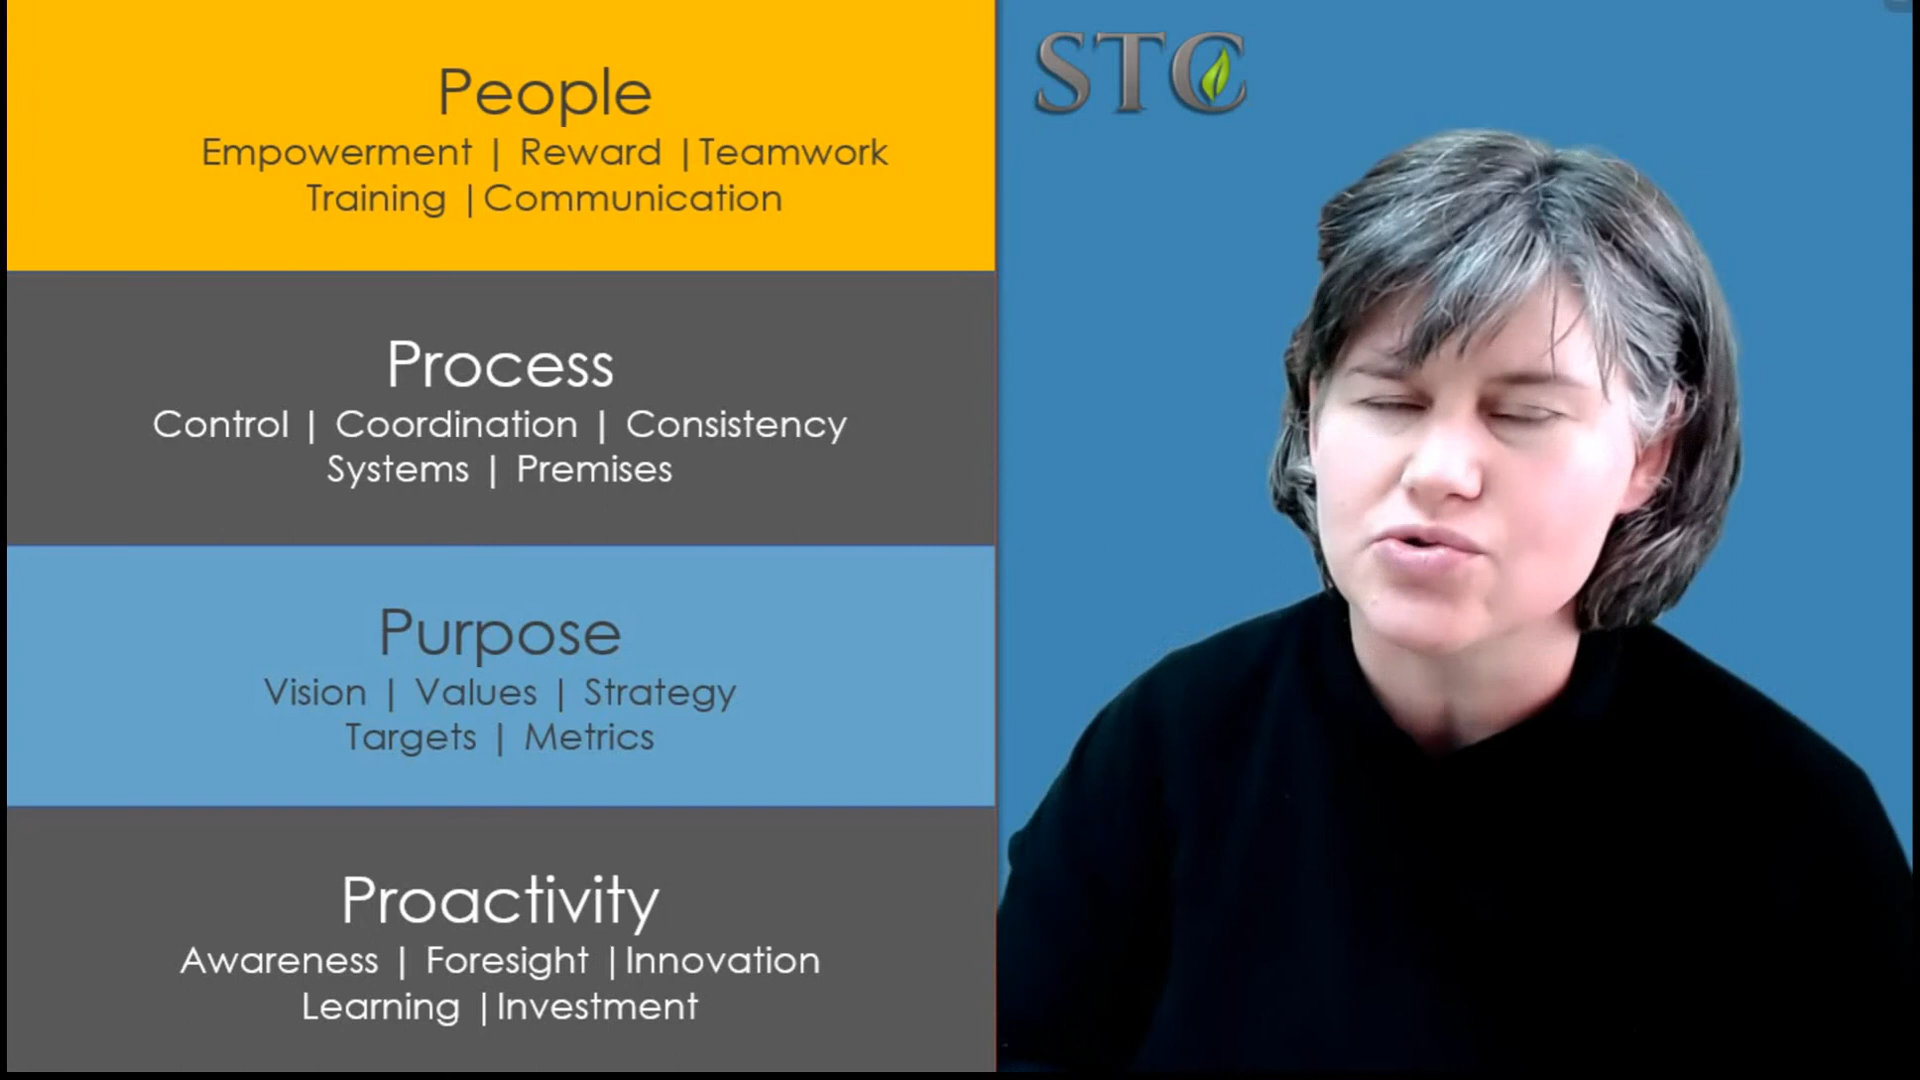 People
Empowerment | Reward |Teamwork
Training |Communication
Process
Control | Coordination | Consistency
Systems | Premises
Purpose
Vision | Values | Strategy
Targets | Metrics
Proactivity
Awareness | Foresight |Innovation
Learning |Investment
STC